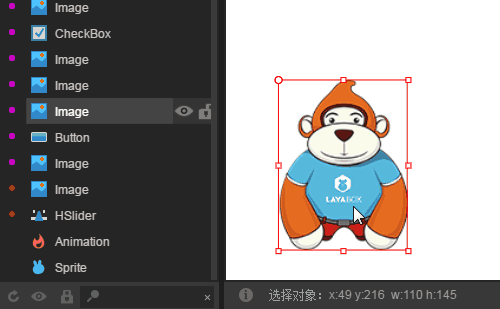 Image
CheckBox
Image
Image
Image
Button
Image
Image
HSlider
Animation
Sprite
LAYABOX
选择对象：x:49 y:216 w:110 h:145